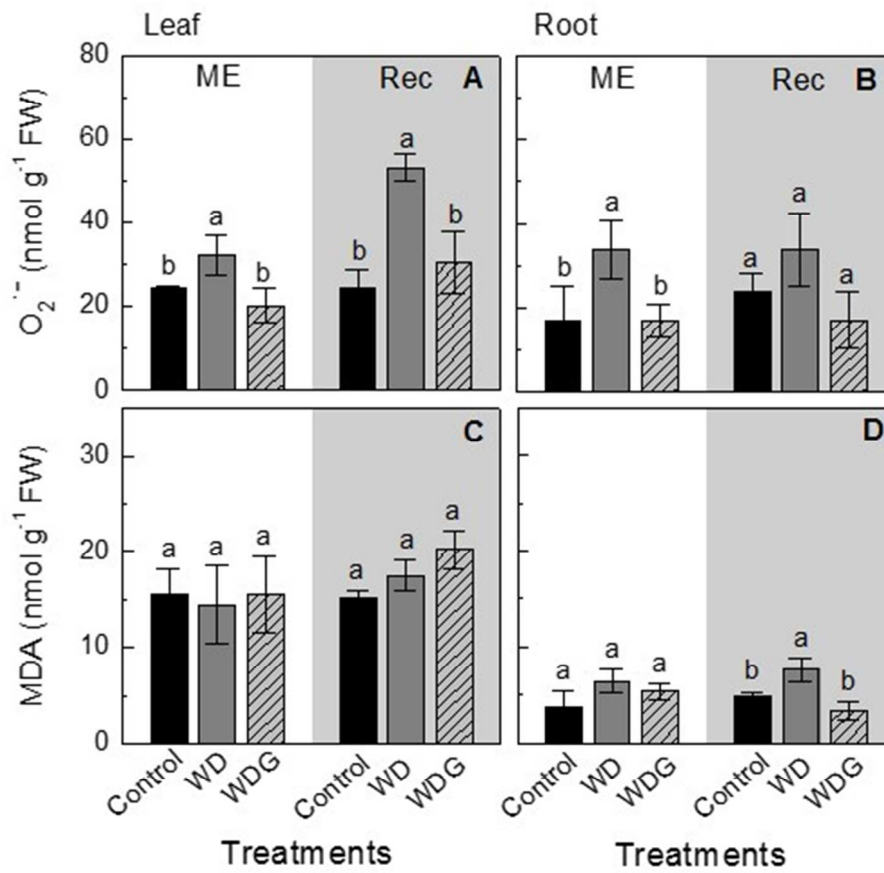 Leaf
Root
80
60
40
20
0
O₂˙⁻ (nmol g⁻¹ FW)
ME
Rec A
b
a
b
b
a
b
ME
Rec B
b
a
b
a
a
a
30
20
10
0
MDA (nmol g⁻¹ FW)
C
a
a
a
a
a
a
D
a
a
a
b
a
b
Control
WD
WDG
Control
WD
WDG
Control
WD
WDG
Control
WD
WDG
Treatments
Treatments